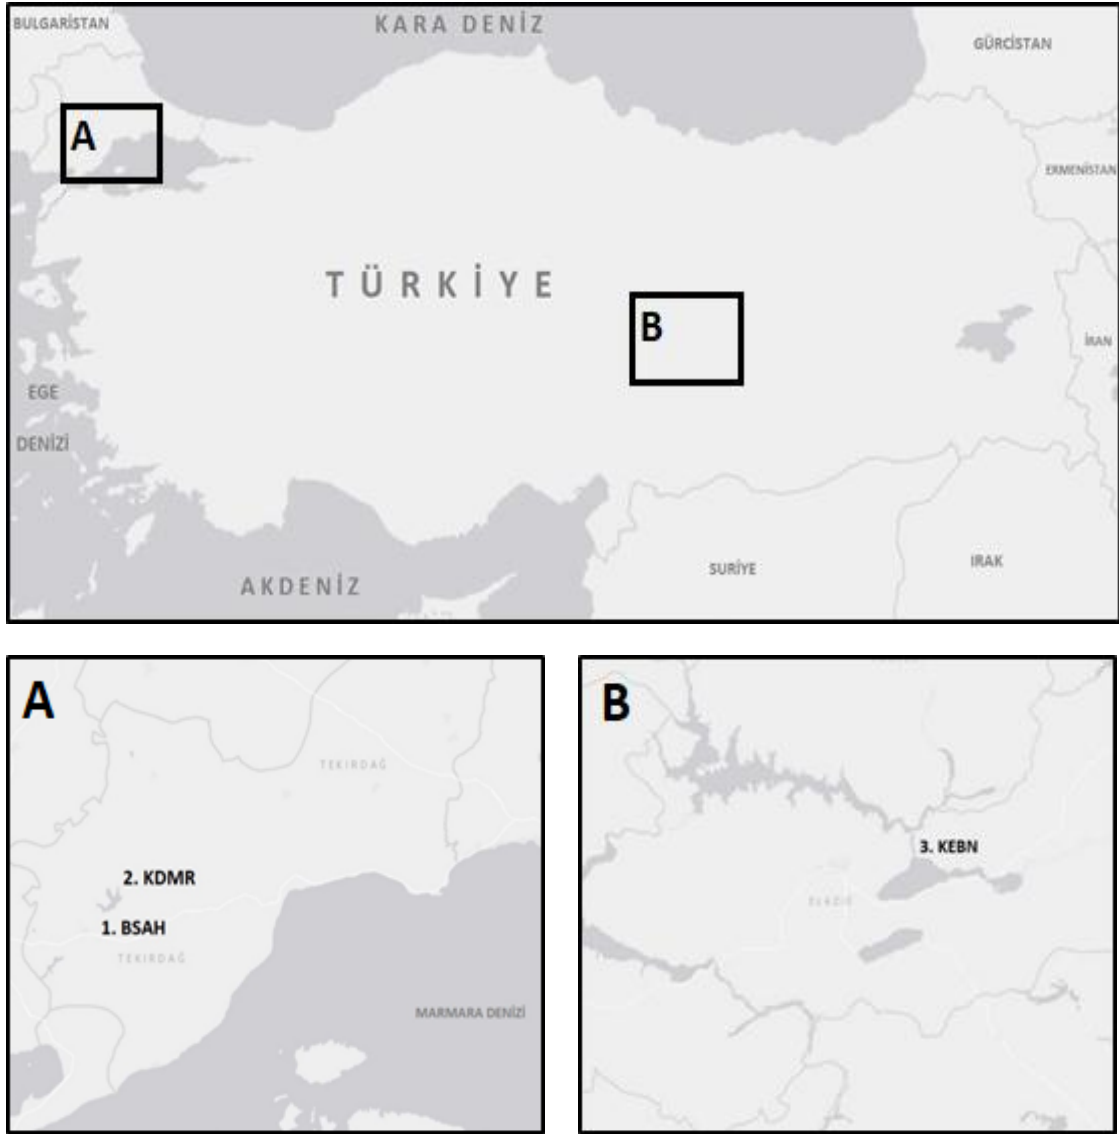 BULGARİSTAN
KARA DENİZ
GÜRCİSTAN
A
ERMENİSTAN
TÜRKİYE
B
İRAN
EGE
DENİZİ
SURİYE
IRAK
AKDENİZ
A
TEKİRDAĞ
2. KDMR
1. BSAH
TEKİRDAĞ
MARMARA DENİZİ
B
3. KEBN
ELAZIĞ